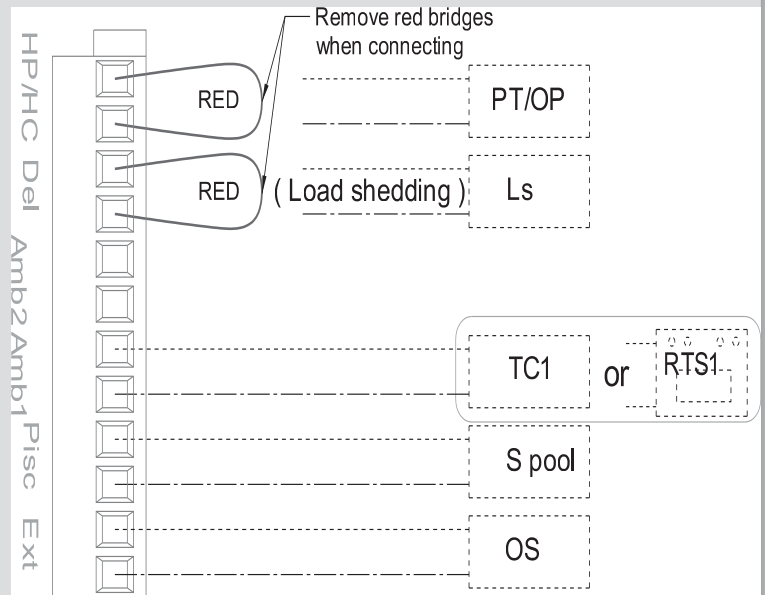 Remove red bridges
when connecting
HP/HC Del Amb2 Amb1 Pisc Ext
RED
PT/OP
RED
( Load shedding )
Ls
TC1
or
RTS1
S pool
OS